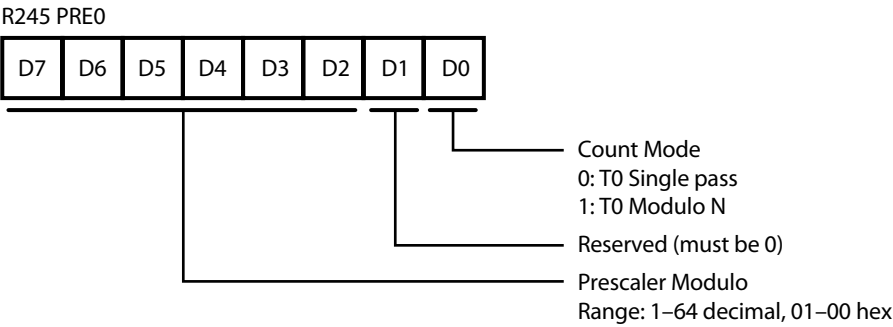 R245 PRE0
D7 D6 D5 D4 D3 D2 D1 D0
Count Mode
0: T0 Single pass
1: T0 Modulo N
Reserved (must be 0)
Prescaler Modulo
Range: 1–64 decimal, 01–00 hex